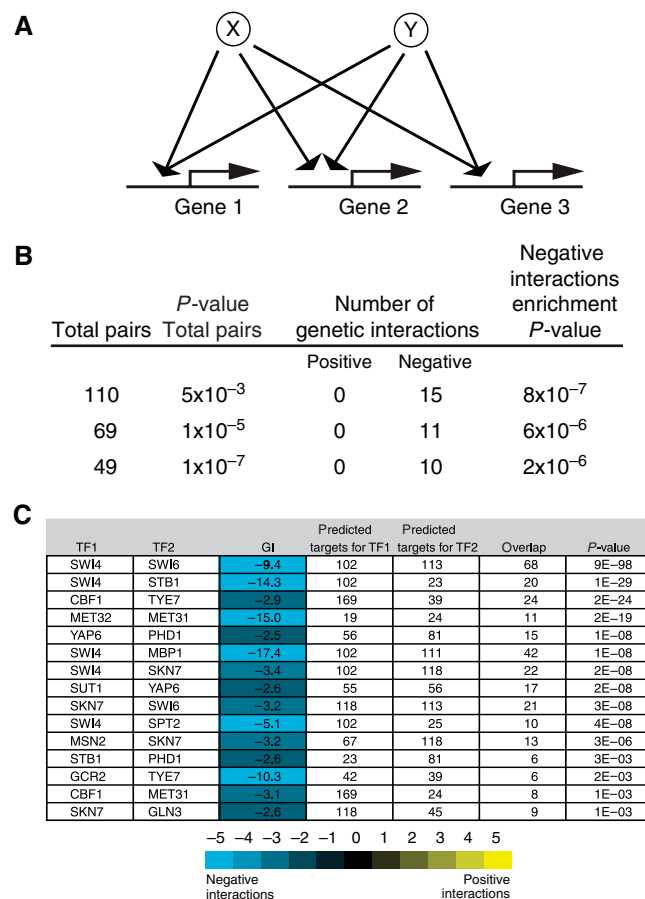 A
X
Y
Gene 1
Gene 2
Gene 3
B
Total pairs
P-value
Total pairs
Number of
genetic interactions
Negative
interactions
enrichment
P-value
Positive
Negative
110 5x10⁻³ 0 15 8x10⁻⁷
69 1x10⁻⁵ 0 11 6x10⁻⁶
49 1x10⁻⁷ 0 10 2x10⁻⁶
C
TF1 TF2 GI Predicted targets for TF1 Predicted targets for TF2 Overlap P-value
SWI4 SWI6 −9.4 102 113 68 9E−98
SWI4 STB1 −14.3 102 23 20 1E−29
CBF1 TYE7 −2.9 169 39 24 2E−24
MET32 MET31 −15.0 19 24 11 2E−19
YAP6 PHD1 −2.5 56 81 15 1E−08
SWI4 MBP1 −17.4 102 111 42 1E−08
SWI4 SKN7 −3.4 102 118 22 2E−08
SUT1 YAP6 −2.6 55 56 17 2E−08
SKN7 SWI6 −3.2 118 113 21 3E−08
SWI4 SPT2 −5.1 102 25 10 4E−08
MSN2 SKN7 −3.2 67 118 13 3E−06
STB1 PHD1 −2.6 23 81 6 3E−03
GCR2 TYE7 −10.3 42 39 6 2E−03
CBF1 MET31 −3.1 169 24 8 1E−03
SKN7 GLN3 −2.6 118 45 9 1E−03
−5 −4 −3 −2 −1 0 1 2 3 4 5
Negative
interactions
Positive
interactions